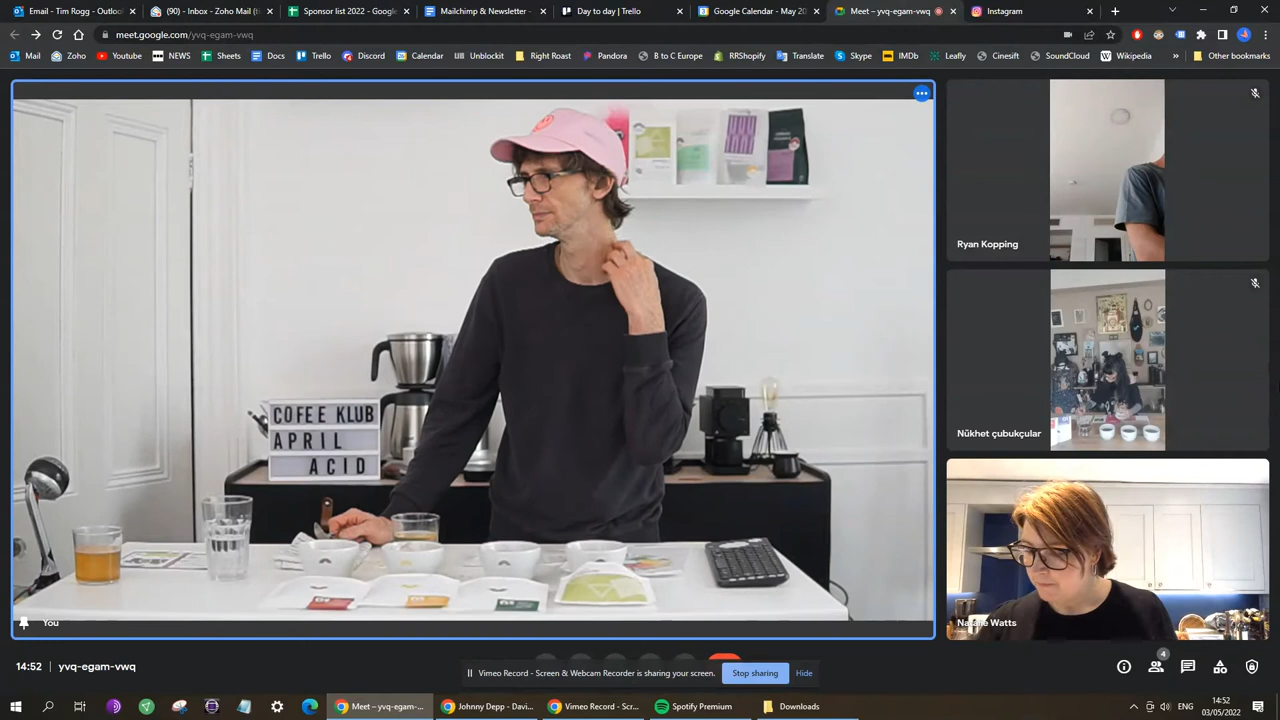 Email - Tim Rogg - Outloo
(90) - Inbox - Zoho Mail (ti
Sponsor list 2022 - Google
Mailchimp & Newsletter -
Day to day | Trello
Google Calendar - May 20
Meet – yvq-egam-vwq
Instagram
meet.google.com/yvq-egam-vwq
Mail
Zoho
Youtube
NEWS
Sheets
Docs
Trello
Discord
Calendar
Unblockit
Right Roast
Pandora
B to C Europe
RRShopify
Translate
Skype
IMDb
Leafly
Cinesift
SoundCloud
Wikipedia
»
Other bookmarks
COFEE KLUB
APRIL
ACID
You
Ryan Kopping
Nükhet çubukçular
Natalie Watts
14:52 | yvq-egam-vwq
Vimeo Record - Screen & Webcam Recorder is sharing your screen.
Stop sharing
Hide
4
Meet – yvq-egam-...
Johnny Depp - Davi...
Vimeo Record - Scr...
Spotify Premium
Downloads
ENG
14:52
03/05/2022